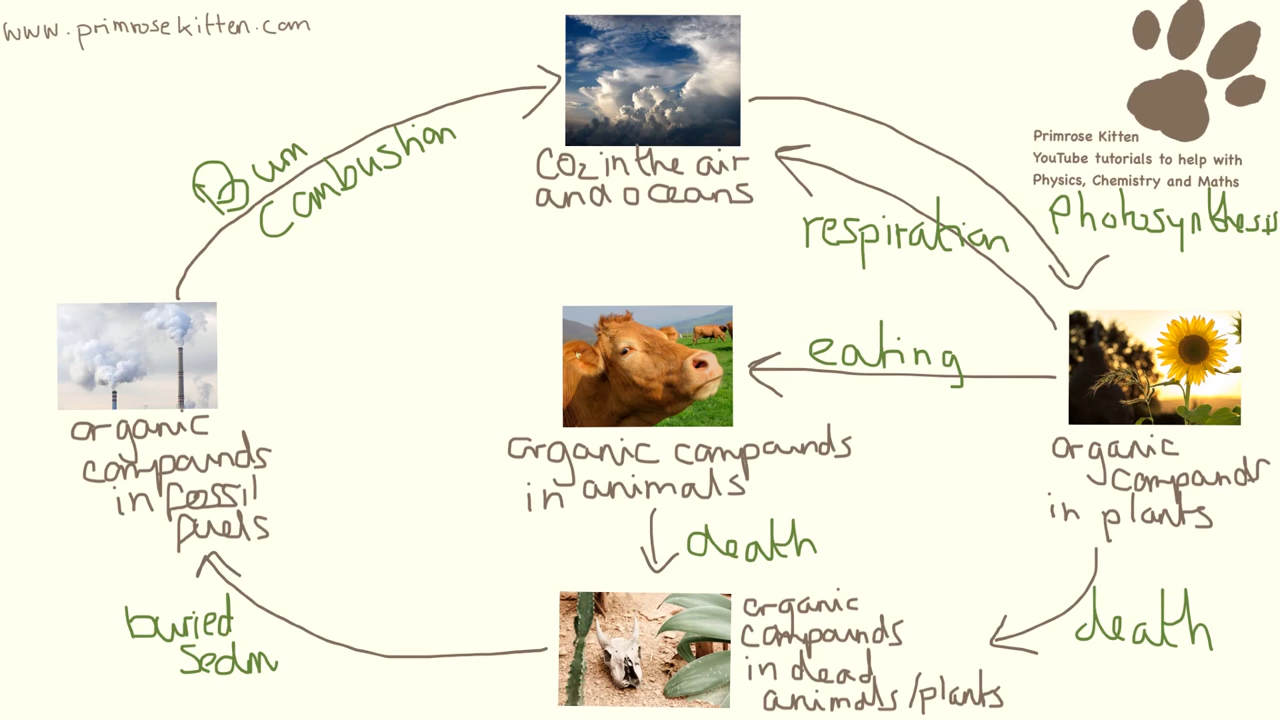 www.primrosekitten.com
Primrose Kitten
YouTube tutorials to help with
Physics, Chemistry and Maths
Burn
Combustion
CO2 in the air
and oceans
respiration
Photosynthesis
eating
organic
compounds
in fossil
fuels
organic compounds
in animals
organic
compounds
in plants
death
death
buried
Sedm
organic
compounds
in dead
animals/plants